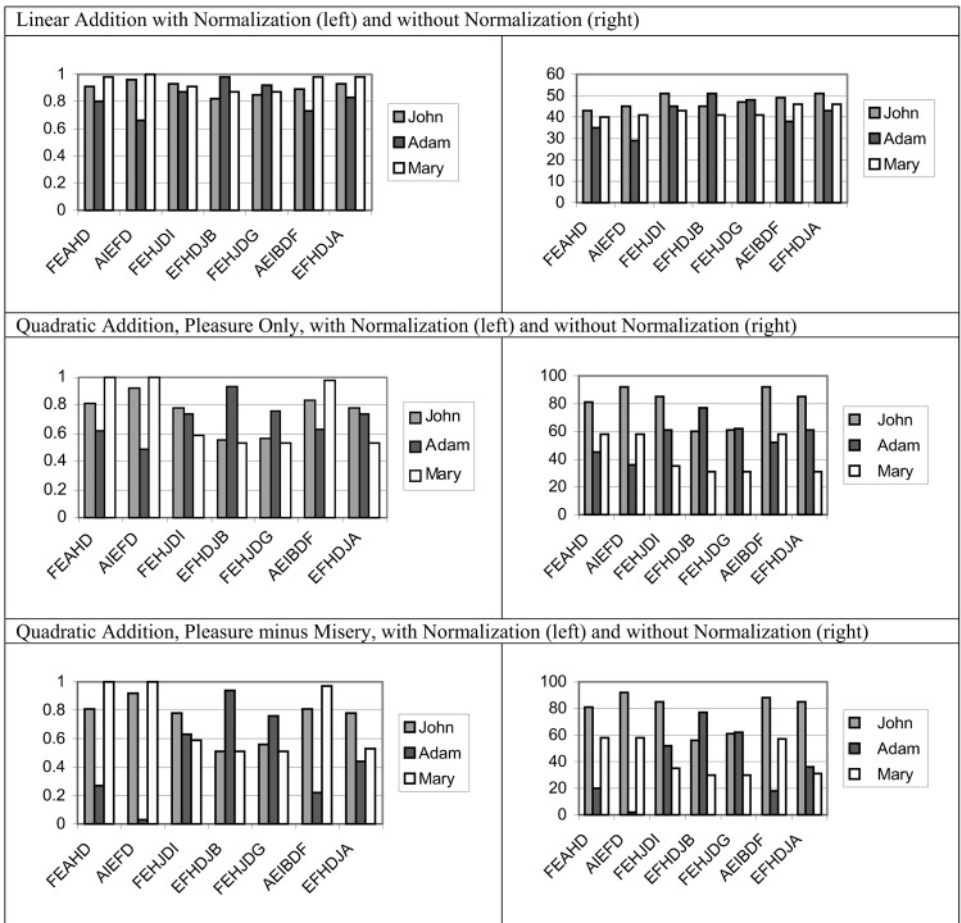 Linear Addition with Normalization (left) and without Normalization (right)
1
0.8
0.6
0.4
0.2
0
FEAHD
AIEFD
FEHJDI
EFHDJB
FEHJDG
AEIBDF
EFHDJA
John
Adam
Mary
60
50
40
30
20
10
0
FEAHD
AIEFD
FEHJDI
EFHDJB
FEHJDG
AEIBDF
EFHDJA
John
Adam
Mary
Quadratic Addition, Pleasure Only, with Normalization (left) and without Normalization (right)
1
0.8
0.6
0.4
0.2
0
FEAHD
AIEFD
FEHJDI
EFHDJB
FEHJDG
AEIBDF
EFHDJA
John
Adam
Mary
100
80
60
40
20
0
FEAHD
AIEFD
FEHJDI
EFHDJB
FEHJDG
AEIBDF
EFHDJA
John
Adam
Mary
Quadratic Addition, Pleasure minus Misery, with Normalization (left) and without Normalization (right)
1
0.8
0.6
0.4
0.2
0
FEAHD
AIEFD
FEHJDI
EFHDJB
FEHJDG
AEIBDF
EFHDJA
John
Adam
Mary
100
80
60
40
20
0
FEAHD
AIEFD
FEHJDI
EFHDJB
FEHJDG
AEIBDF
EFHDJA
John
Adam
Mary